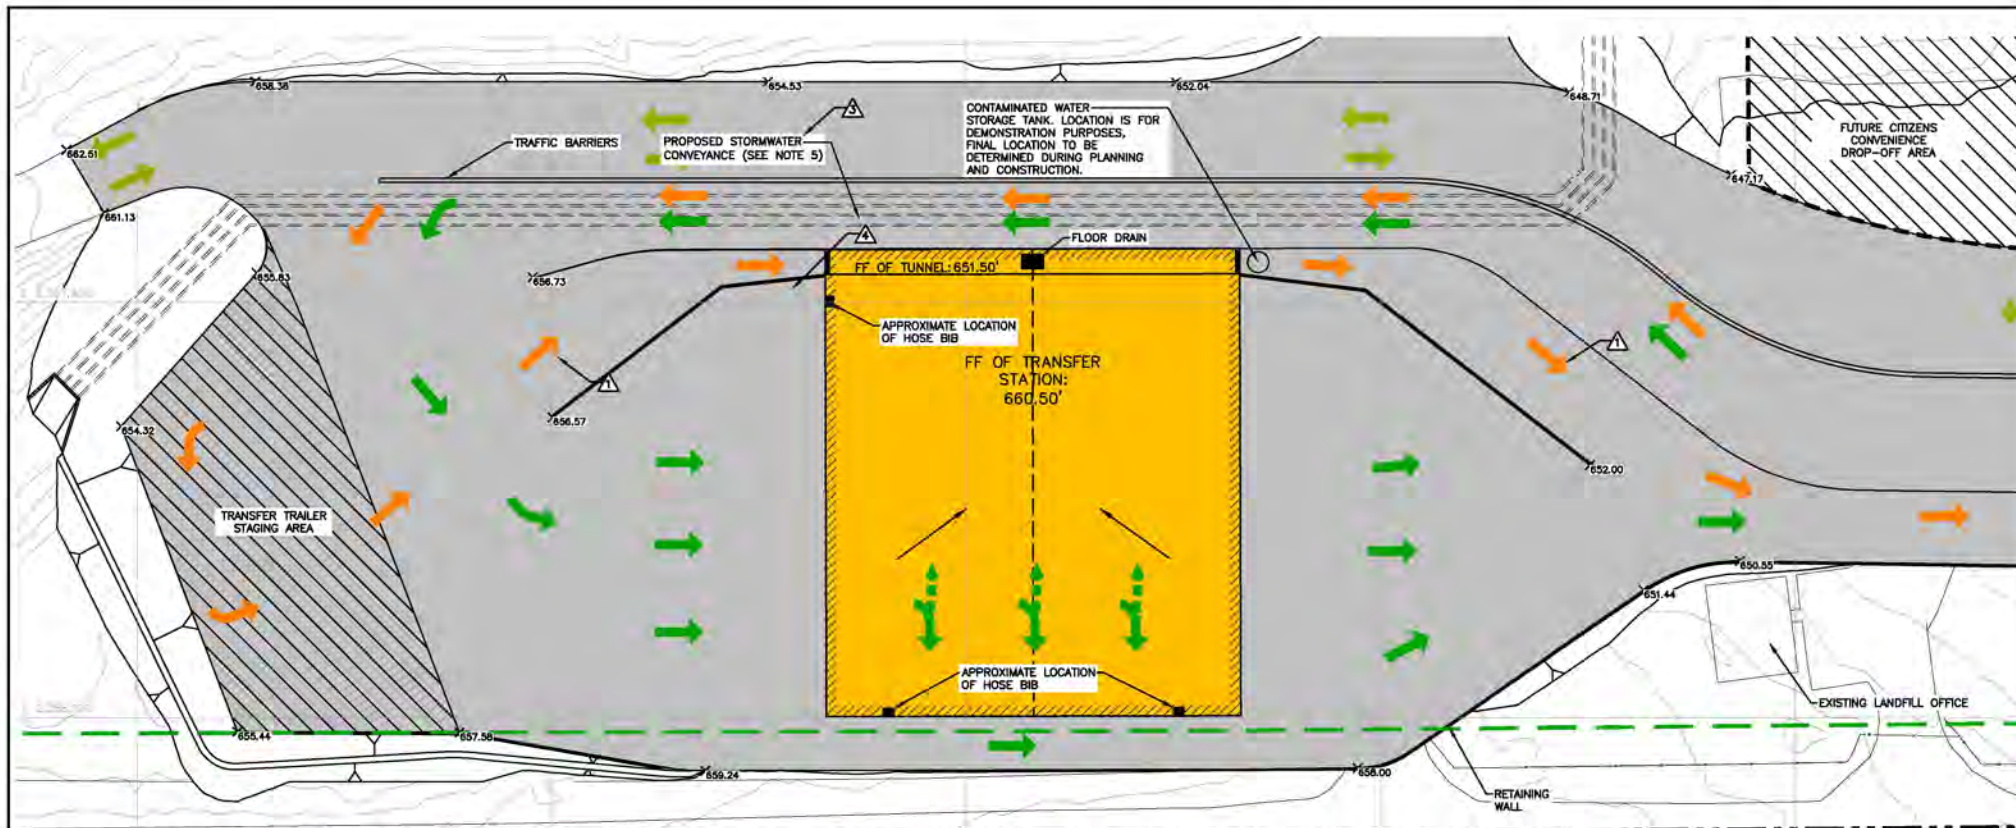 658.38
654.53
652.04
648.71
3
662.51
TRAFFIC BARRIERS
PROPOSED STORMWATER
CONVEYANCE (SEE NOTE 5)
CONTAMINATED WATER
STORAGE TANK. LOCATION IS FOR
DEMONSTRATION PURPOSES,
FINAL LOCATION TO BE
DETERMINED DURING PLANNING
AND CONSTRUCTION.
FUTURE CITIZENS
CONVENIENCE
DROP-OFF AREA
647.17
661.13
4
FLOOR DRAIN
FF OF TUNNEL: 651.50'
655.83
656.73
APPROXIMATE LOCATION
OF HOSE BIB
1
1
FF OF TRANSFER
STATION:
660.50'
654.32
656.57
652.00
TRANSFER TRAILER
STAGING AREA
650.55
651.44
APPROXIMATE LOCATION
OF HOSE BIB
EXISTING LANDFILL OFFICE
655.44
657.58
659.24
658.00
RETAINING
WALL